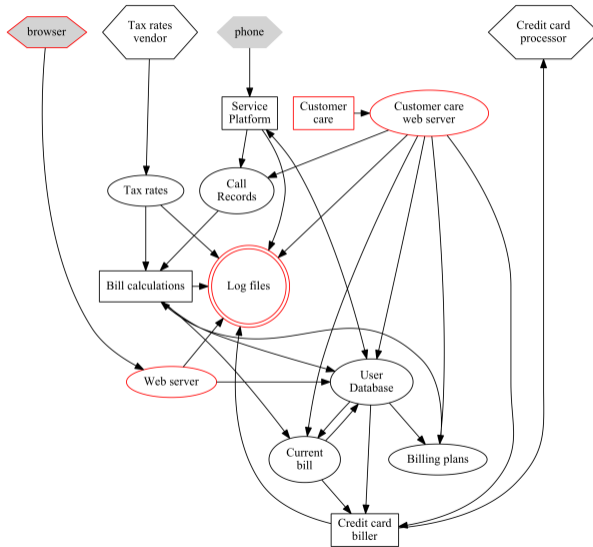 browser
Tax rates
vendor
phone
Credit card
processor
Service
Platform
Customer
care
Customer care
web server
Tax rates
Call
Records
Bill calculations
Log files
Web server
User
Database
Current
bill
Billing plans
Credit card
biller